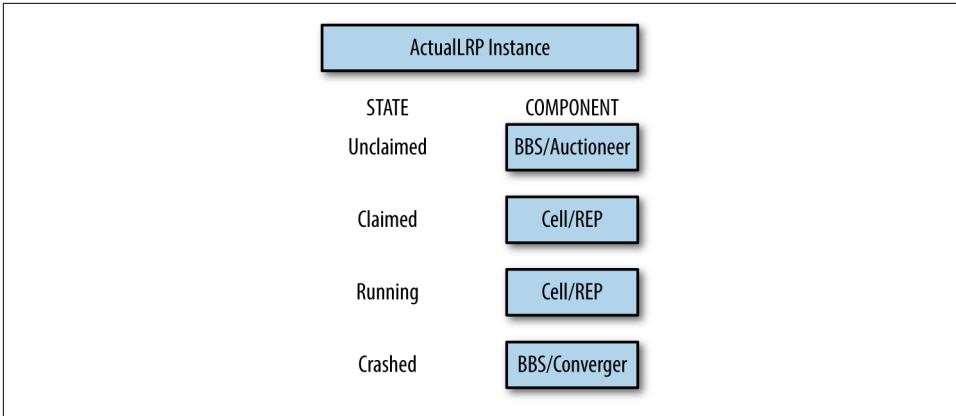 ActualLRP Instance
STATE COMPONENT
Unclaimed BBS/Auctioneer
Claimed Cell/REP
Running Cell/REP
Crashed BBS/Converger